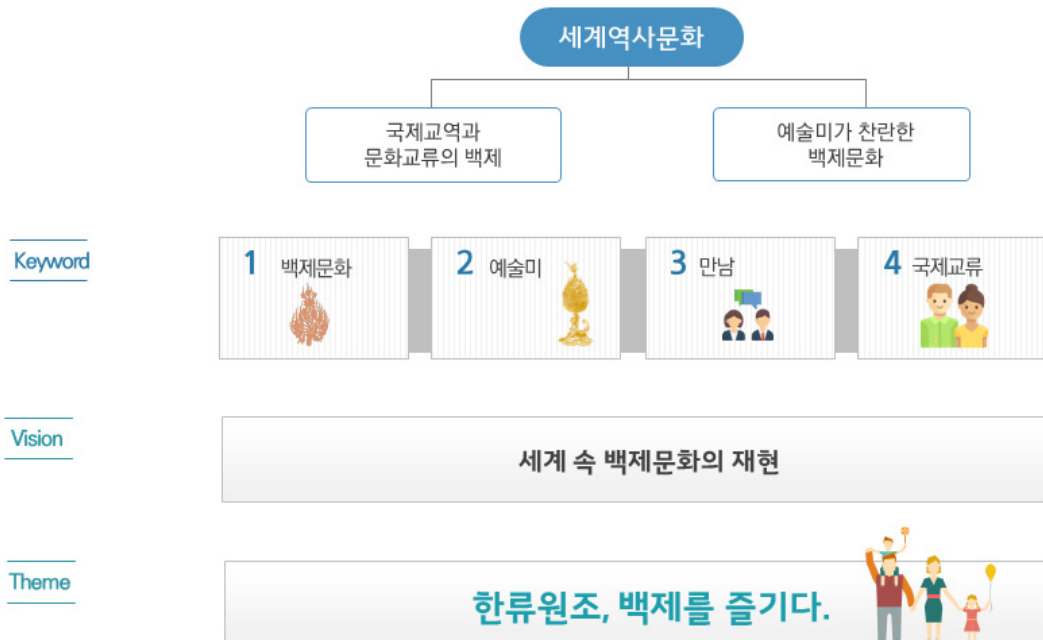 세계역사문화
국제교역과
문화교류의 백제
예술미가 찬란한
백제문화
Keyword
1 백제문화
2 예술미
3 만남
4 국제교류
Vision
세계 속 백제문화의 재현
Theme
한류원조, 백제를 즐기다.